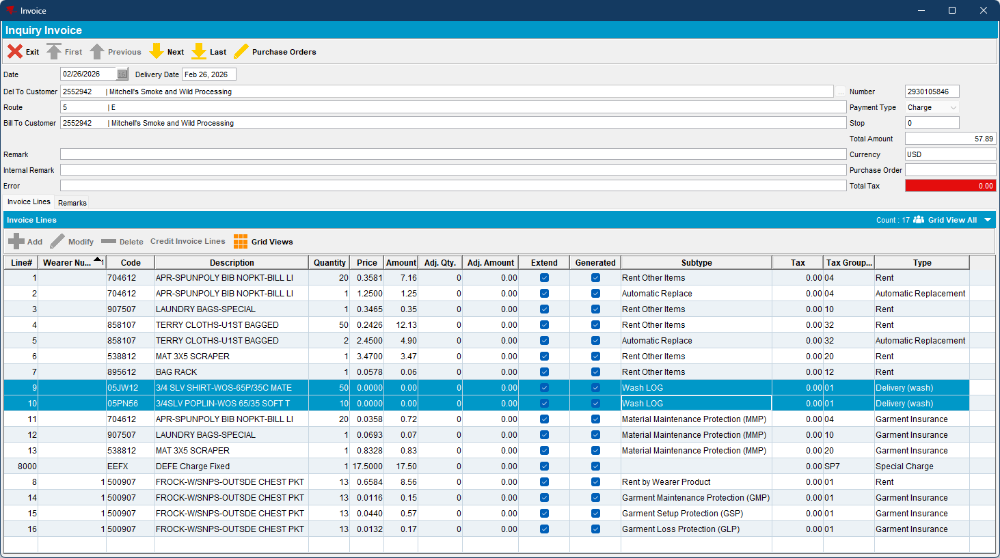 Invoice
Inquiry Invoice
Exit First Previous Next Last Purchase Orders
Date 02/26/2026 16 Delivery Date Feb 26, 2026
Del To Customer 2552942 | Mitchell's Smoke and Wild Processing ... Number 2930105846
Route 5 | E Payment Type Charge
Bill To Customer 2552942 | Mitchell's Smoke and Wild Processing Stop 0
Total Amount 57.89
Remark Currency USD
Internal Remark Purchase Order
Error Total Tax 0.00
Invoice Lines Remarks
Invoice Lines Count : 17 Grid View All
Add Modify Delete Credit Invoice Lines Grid Views
Line# Wearer Nu... 1 Code Description Quantity Price Amount Adj. Qty. Adj. Amount Extend Generated Subtype Tax Tax Group... Type
1 704612 APR-SPUNPOLY BIB NOPKT-BILL LI 20 0.3581 7.16 0 0.00 Rent Other Items 0.00 04 Rent
2 704612 APR-SPUNPOLY BIB NOPKT-BILL LI 1 1.2500 1.25 0 0.00 Automatic Replace 0.00 04 Automatic Replacement
3 907507 LAUNDRY BAGS-SPECIAL 1 0.3465 0.35 0 0.00 Rent Other Items 0.00 10 Rent
4 858107 TERRY CLOTHS-U1ST BAGGED 50 0.2426 12.13 0 0.00 Rent Other Items 0.00 32 Rent
5 858107 TERRY CLOTHS-U1ST BAGGED 2 2.4500 4.90 0 0.00 Automatic Replace 0.00 32 Automatic Replacement
6 538812 MAT 3X5 SCRAPER 1 3.4700 3.47 0 0.00 Rent Other Items 0.00 20 Rent
7 895612 BAG RACK 1 0.0578 0.06 0 0.00 Rent Other Items 0.00 12 Rent
9 05JW12 3/4 SLV SHIRT-WOS-65P/35C MATE 50 0.0000 0.00 0 0.00 Wash LOG 0.00 01 Delivery (wash)
10 05PN56 3/4SLV POPLIN-WOS 65/35 SOFT T 10 0.0000 0.00 0 0.00 Wash LOG 0.00 01 Delivery (wash)
11 704612 APR-SPUNPOLY BIB NOPKT-BILL LI 20 0.0358 0.72 0 0.00 Material Maintenance Protection (MMP) 0.00 04 Garment Insurance
12 907507 LAUNDRY BAGS-SPECIAL 1 0.0693 0.07 0 0.00 Material Maintenance Protection (MMP) 0.00 10 Garment Insurance
13 538812 MAT 3X5 SCRAPER 1 0.8328 0.83 0 0.00 Material Maintenance Protection (MMP) 0.00 20 Garment Insurance
8000 EEFX DEFE Charge Fixed 1 17.5000 17.50 0 0.00 0.00 SP7 Special Charge
8 1 500907 FROCK-W/SNPS-OUTSDE CHEST PKT 13 0.6584 8.56 0 0.00 Rent by Wearer Product 0.00 01 Rent
14 1 500907 FROCK-W/SNPS-OUTSDE CHEST PKT 13 0.0116 0.15 0 0.00 Garment Maintenance Protection (GMP) 0.00 01 Garment Insurance
15 1 500907 FROCK-W/SNPS-OUTSDE CHEST PKT 13 0.0440 0.57 0 0.00 Garment Setup Protection (GSP) 0.00 01 Garment Insurance
16 1 500907 FROCK-W/SNPS-OUTSDE CHEST PKT 13 0.0132 0.17 0 0.00 Garment Loss Protection (GLP) 0.00 01 Garment Insurance